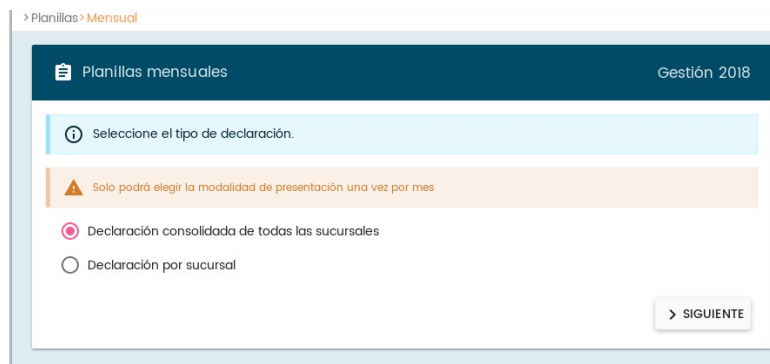 >Planillas>Mensual
Planillas mensuales
Gestión 2018
Seleccione el tipo de declaración.
Solo podrá elegir la modalidad de presentación una vez por mes
Declaración consolidada de todas las sucursales
Declaración por sucursal
> SIGUIENTE